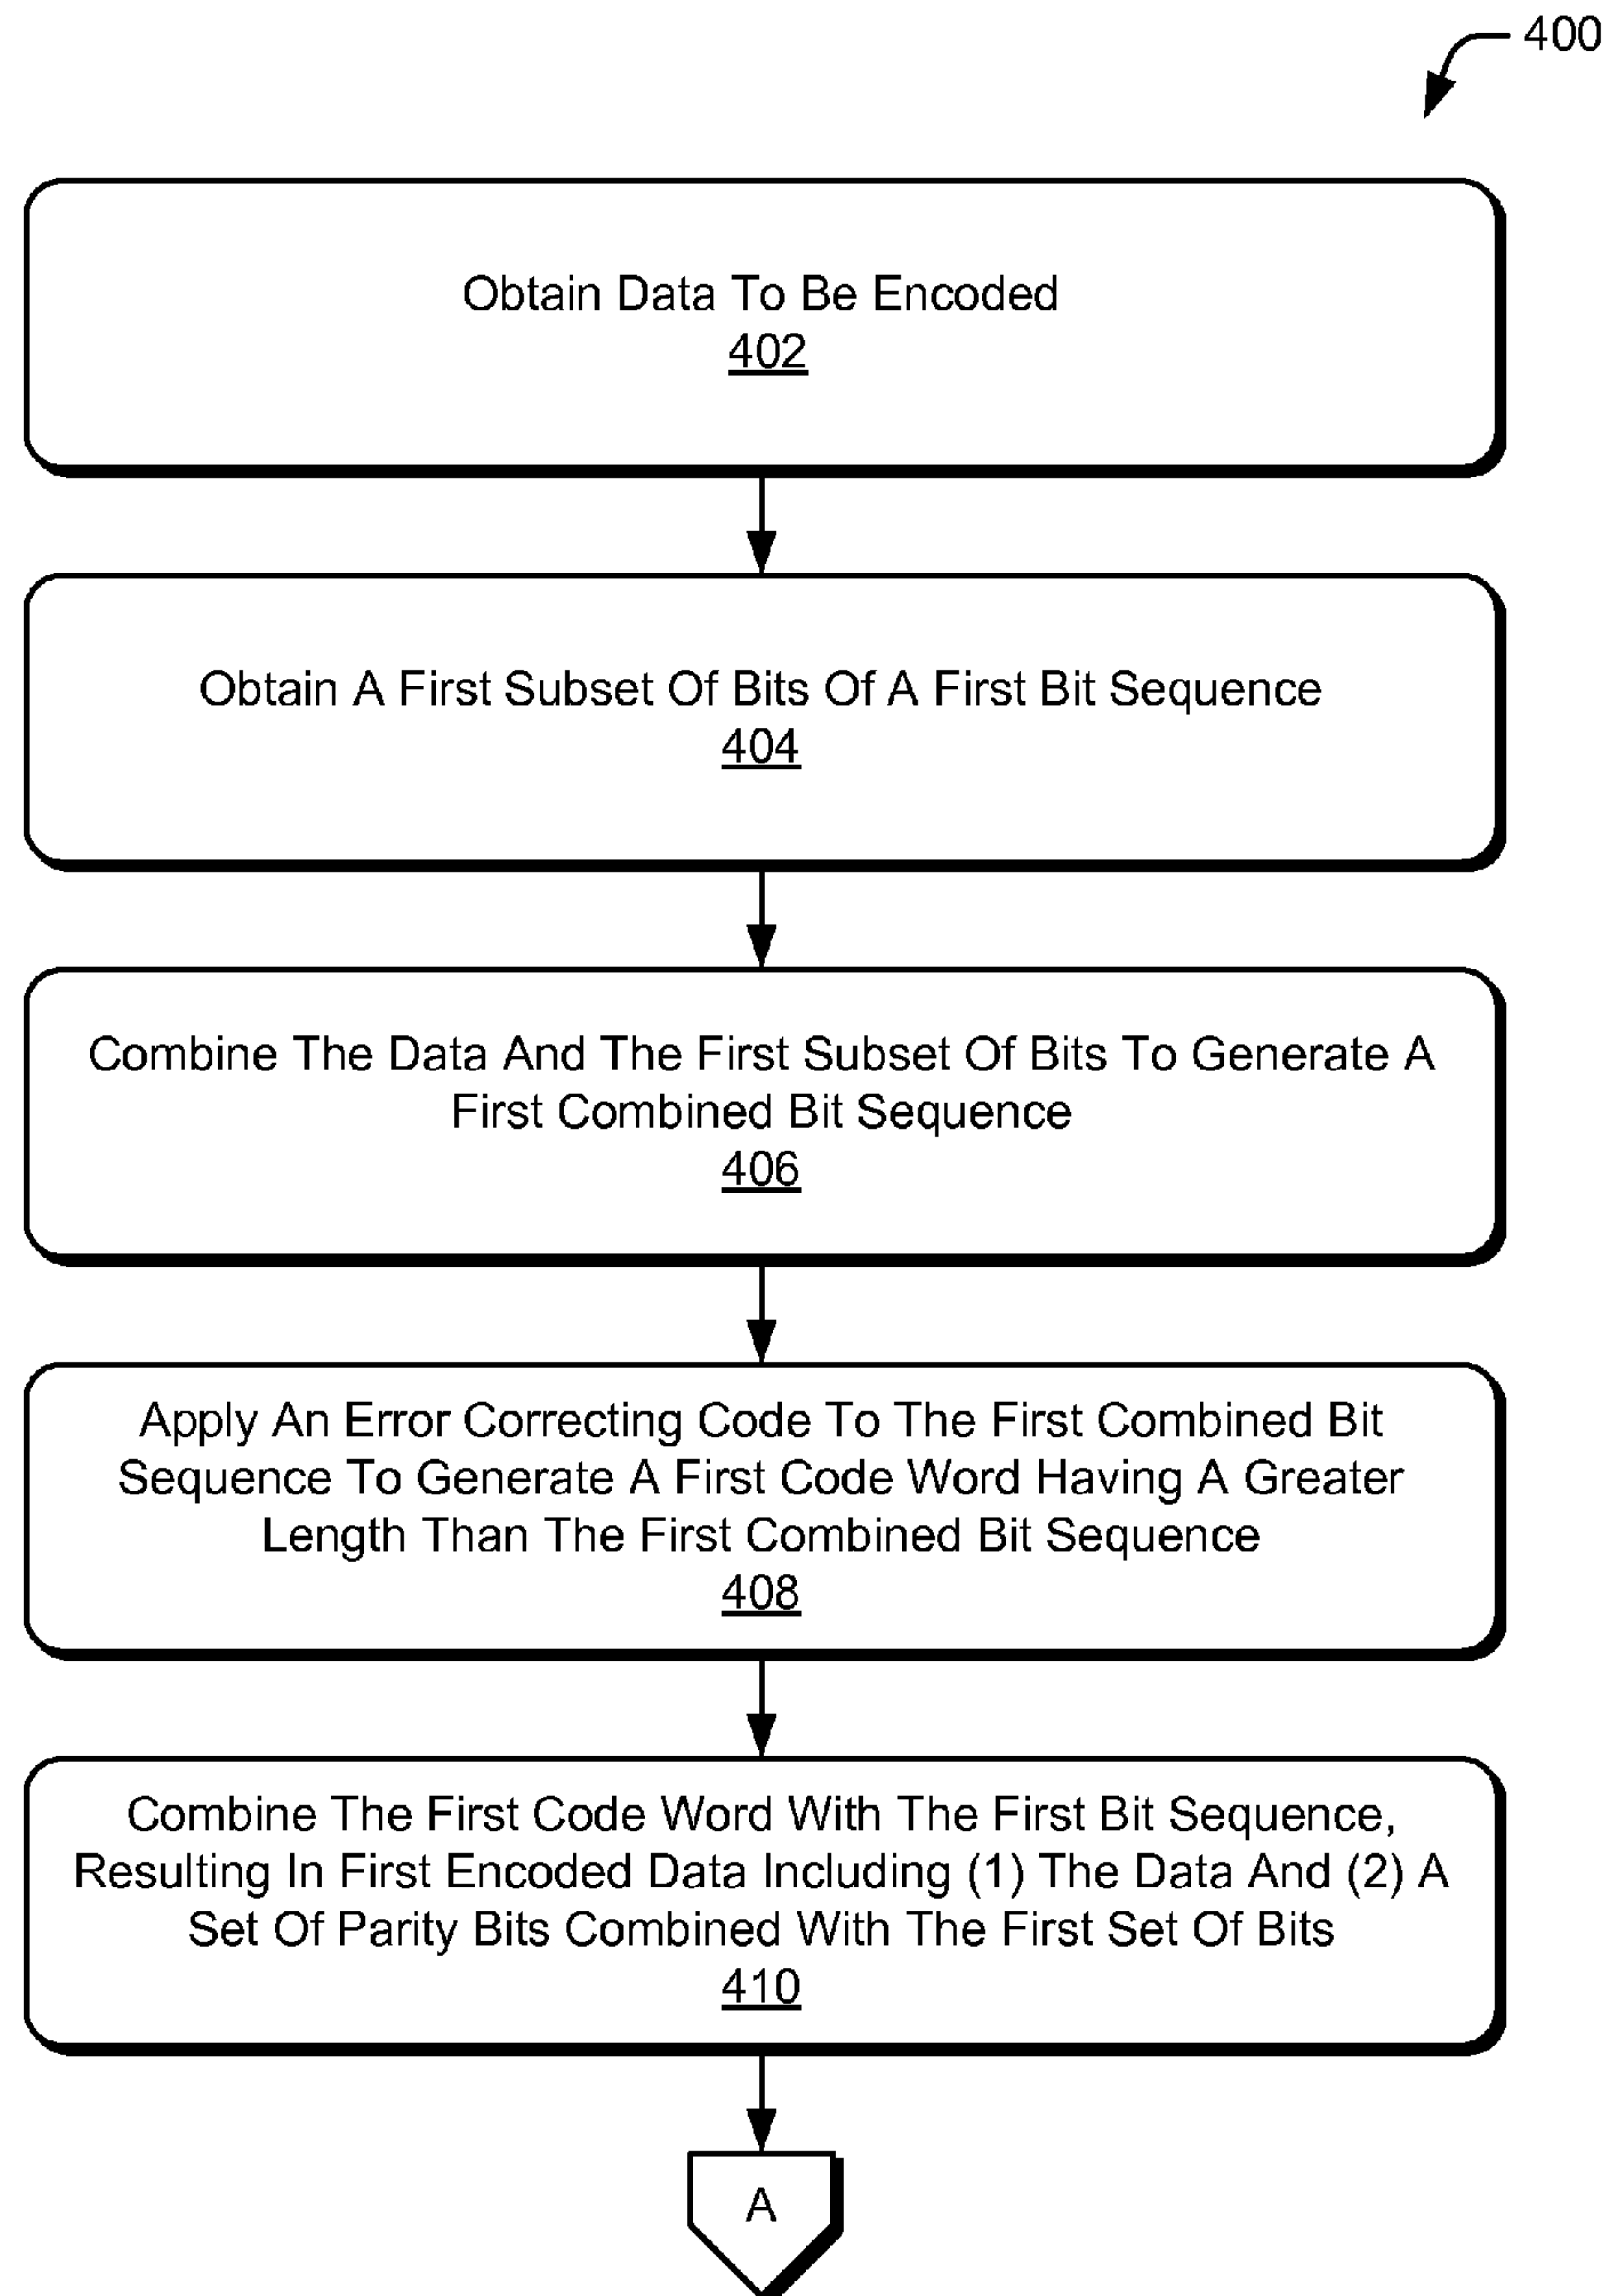 400
Obtain Data To Be Encoded
402
Obtain A First Subset Of Bits Of A First Bit Sequence
404
Combine The Data And The First Subset Of Bits To Generate A
First Combined Bit Sequence
406
Apply An Error Correcting Code To The First Combined Bit
Sequence To Generate A First Code Word Having A Greater
Length Than The First Combined Bit Sequence
408
Combine The First Code Word With The First Bit Sequence,
Resulting In First Encoded Data Including (1) The Data And (2) A
Set Of Parity Bits Combined With The First Set Of Bits
410
A